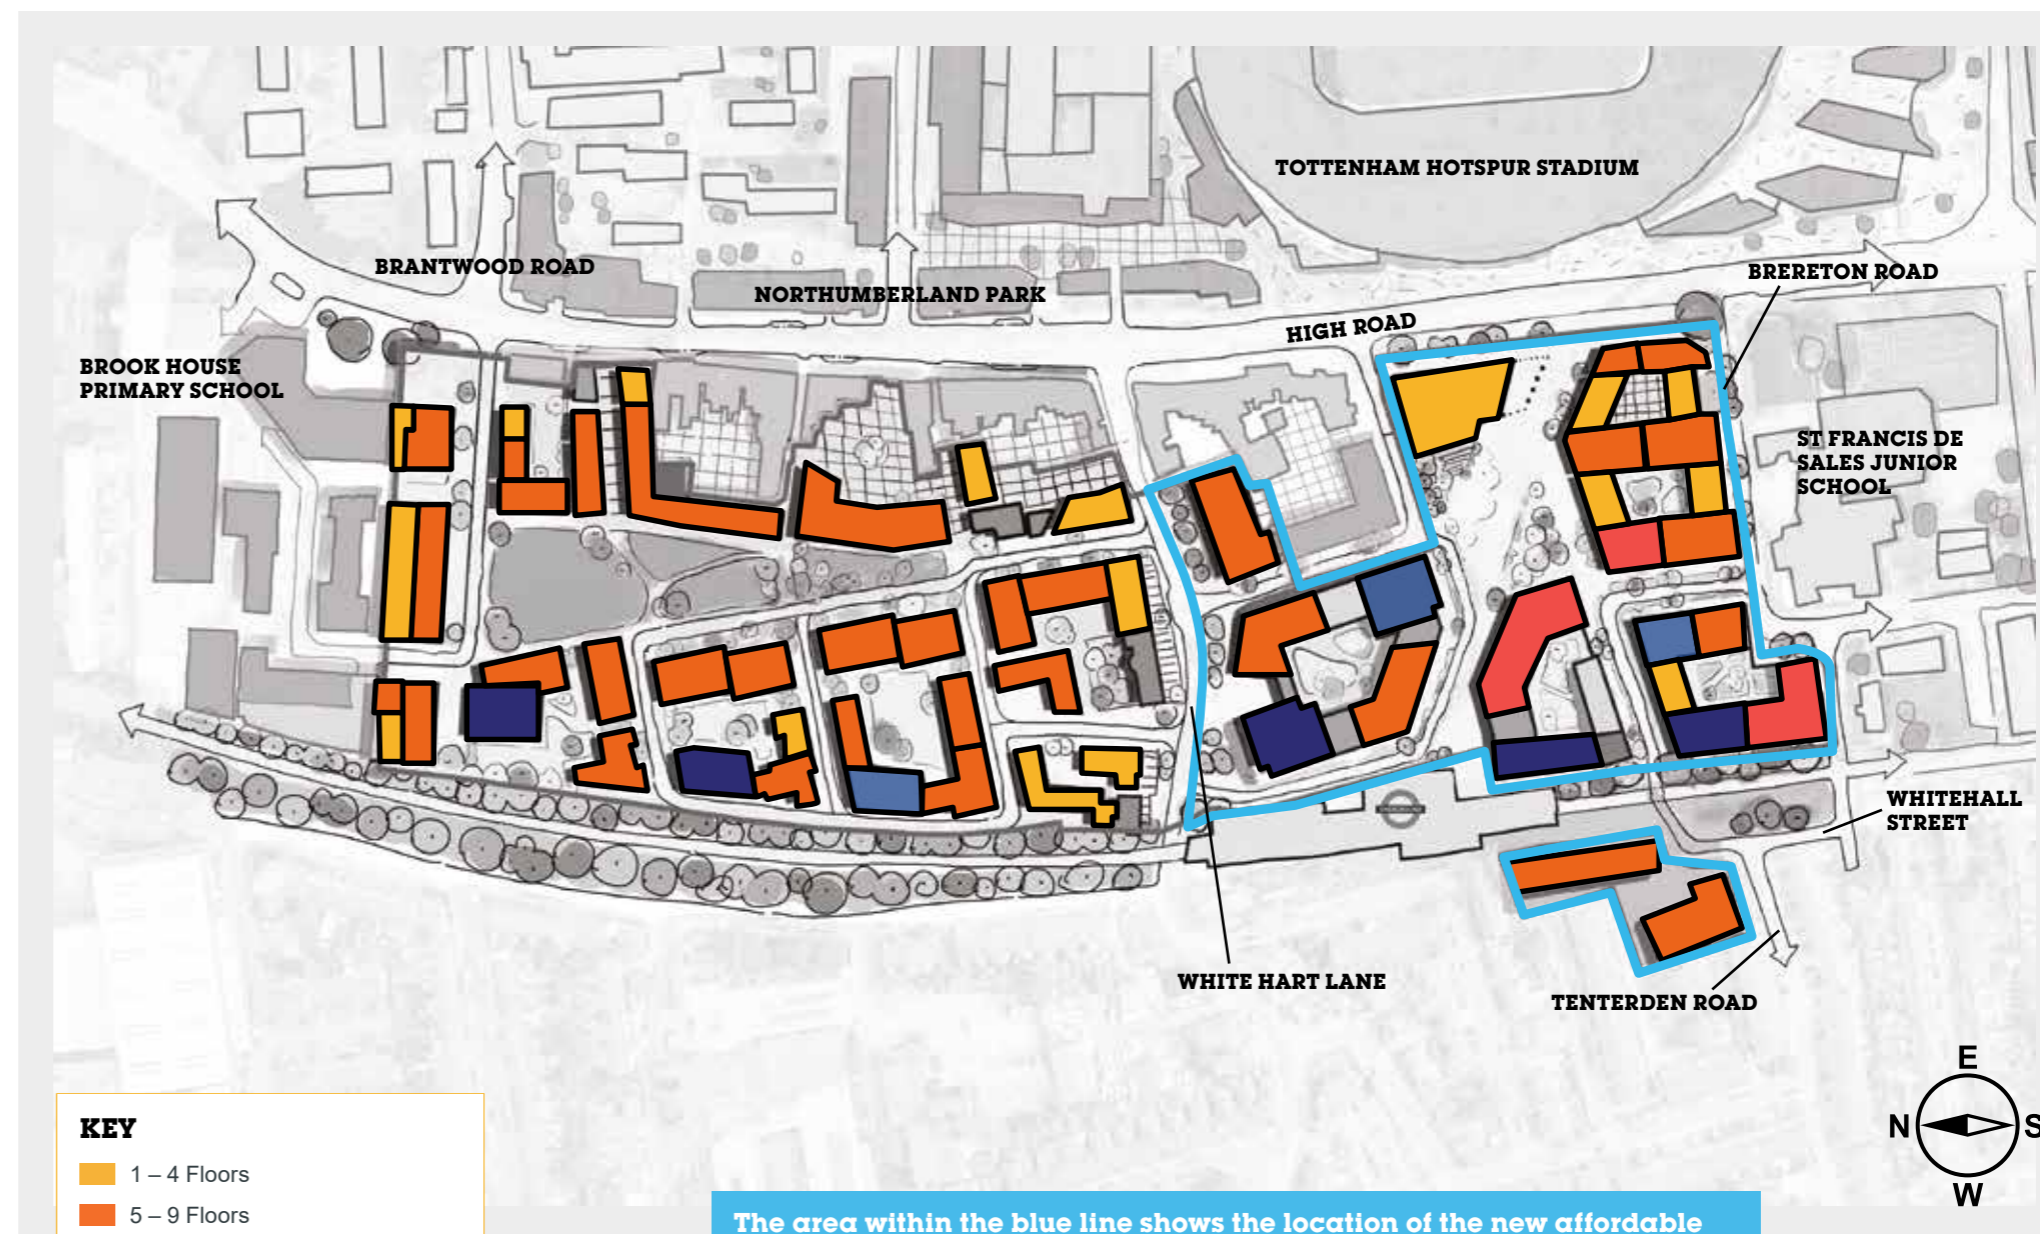 TOTTENHAM HOTSPUR STADIUM
BRANTWOOD ROAD
BRERETON ROAD
NORTHUMBERLAND PARK
HIGH ROAD
BROOK HOUSE
PRIMARY SCHOOL
ST FRANCIS DE
SALES JUNIOR
SCHOOL
WHITEHALL
STREET
WHITE HART LANE
TENTERDEN ROAD
E
N
S
W
KEY
1 – 4 Floors
5 – 9 Floors
The area within the blue line shows the location of the new affordable